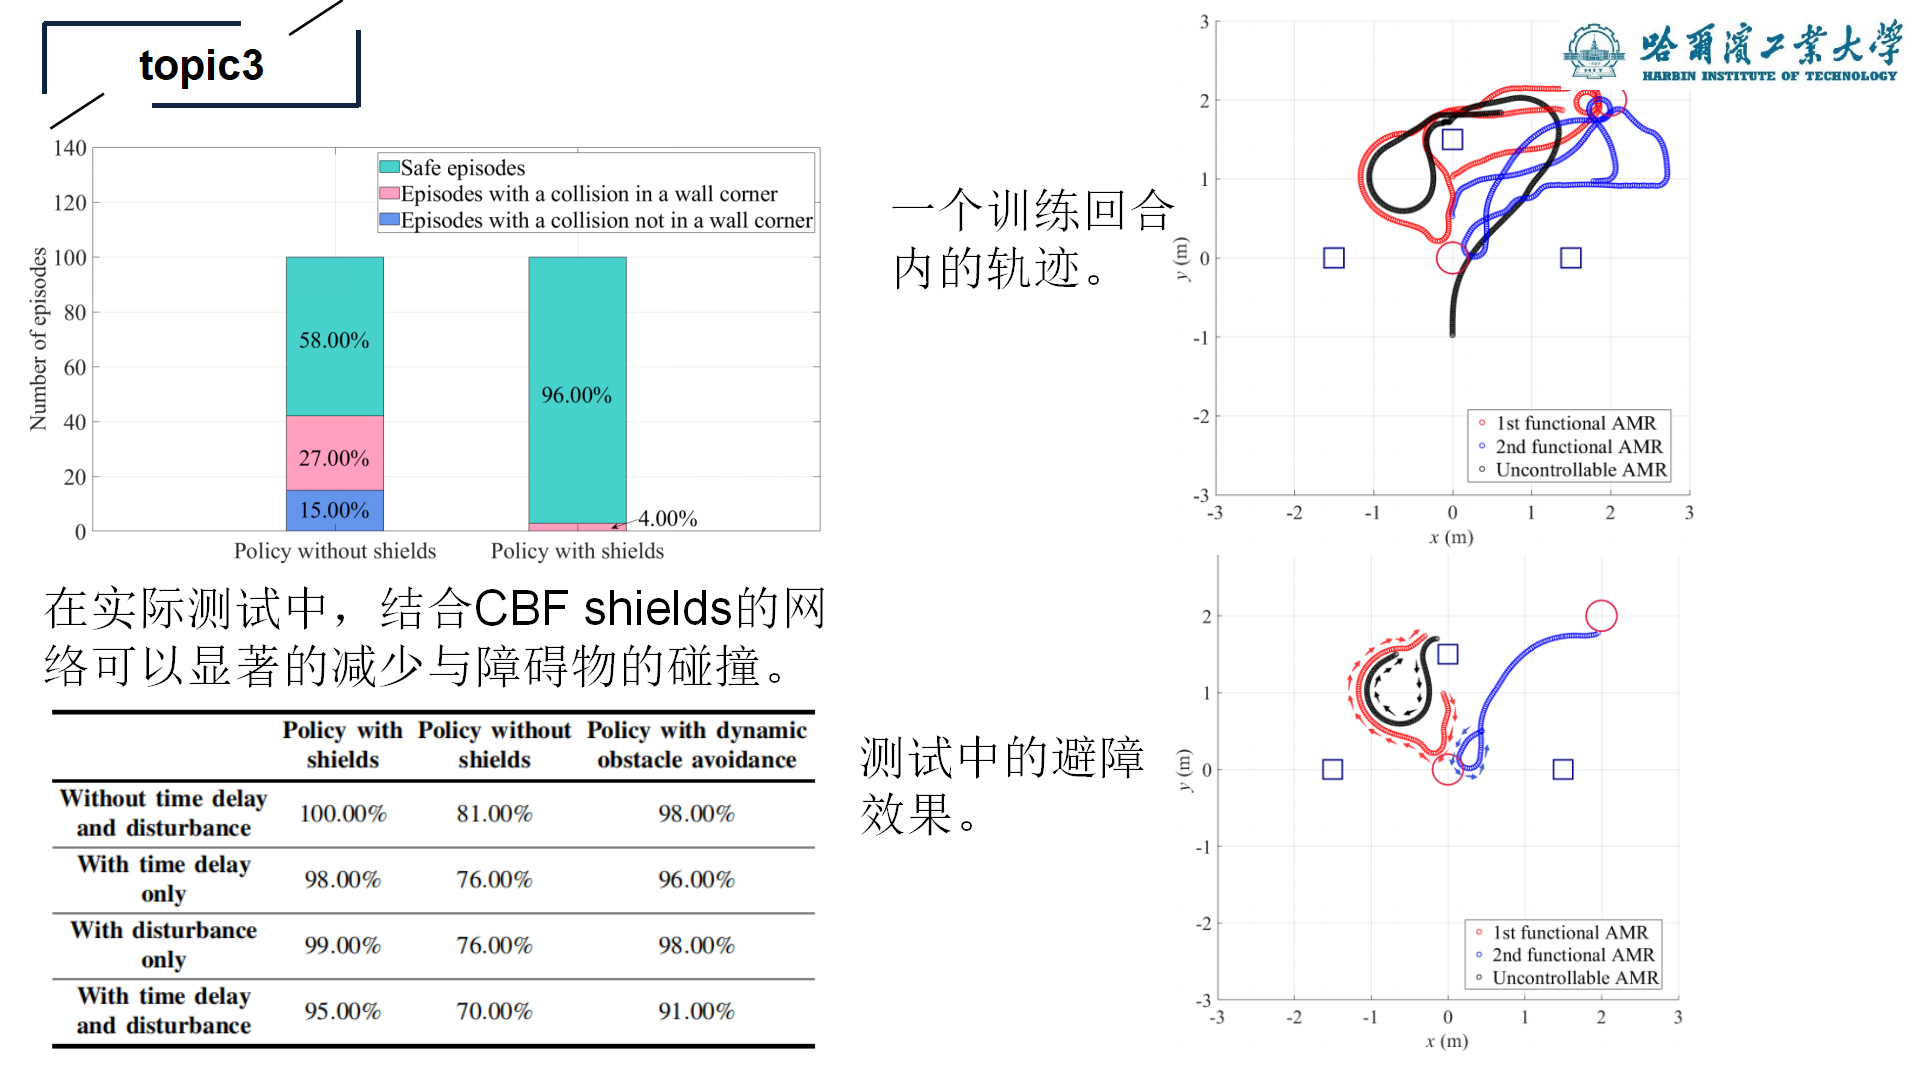 topic3
哈爾濱工業大學
HARBIN INSTITUTE OF TECHNOLOGY
140
120
100
80
60
40
20
0
Number of episodes
Safe episodes
Episodes with a collision in a wall corner
Episodes with a collision not in a wall corner
58.00%
27.00%
15.00%
96.00%
4.00%
Policy without shields
Policy with shields
在实际测试中，结合CBF shields的网
络可以显著的减少与障碍物的碰撞。
Policy with shields
Policy without shields
Policy with dynamic obstacle avoidance
Without time delay and disturbance
100.00%
81.00%
98.00%
With time delay only
98.00%
76.00%
96.00%
With disturbance only
99.00%
76.00%
98.00%
With time delay and disturbance
95.00%
70.00%
91.00%
一个训练回合
内的轨迹。
3
2
1
0
-1
-2
-3
y (m)
1st functional AMR
2nd functional AMR
Uncontrollable AMR
-3 -2 -1 0 1 2 3
x (m)
测试中的避障
效果。
2
1
0
-1
-2
-3
y (m)
1st functional AMR
2nd functional AMR
Uncontrollable AMR
-3 -2 -1 0 1 2 3
x (m)